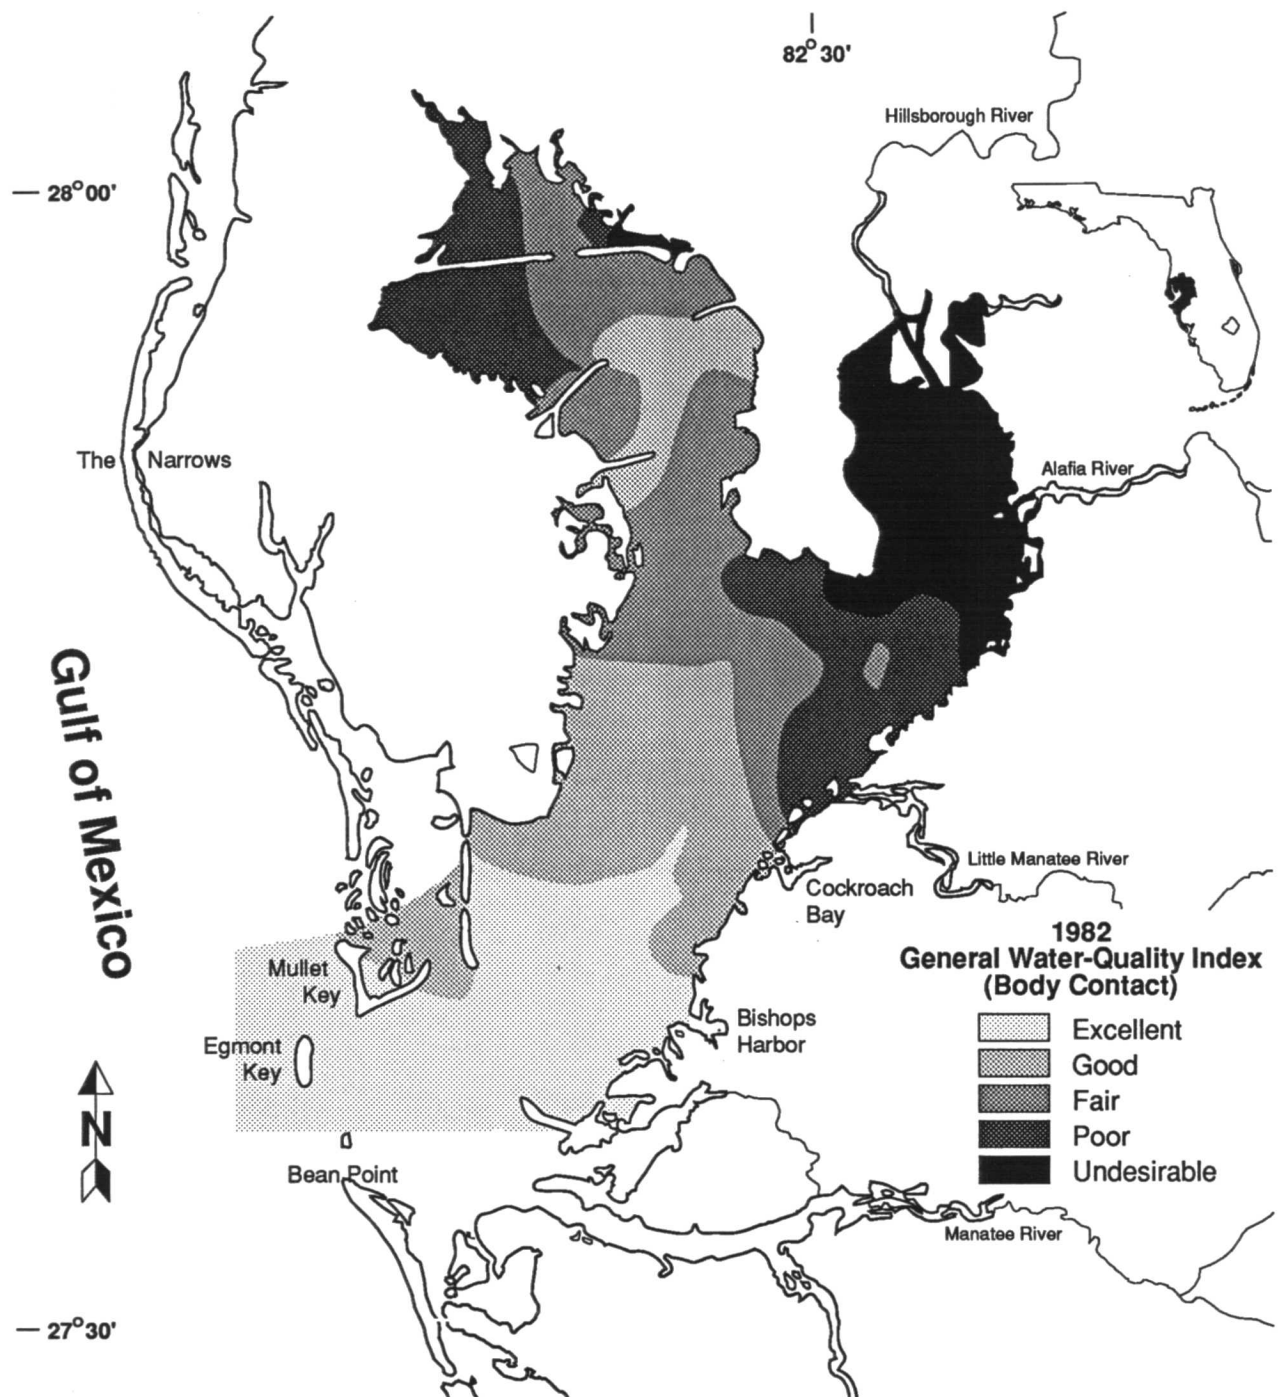 82°30'
Hillsborough River
28°00'
The Narrows
Alafia River
Gulf of Mexico
Little Manatee River
Cockroach
Bay
1982
General Water-Quality Index
(Body Contact)
Mullet
Key
Bishops
Harbor
Excellent
Good
Egmont
Key
Fair
N
Poor
Undesirable
Bean Point
Manatee River
27°30'